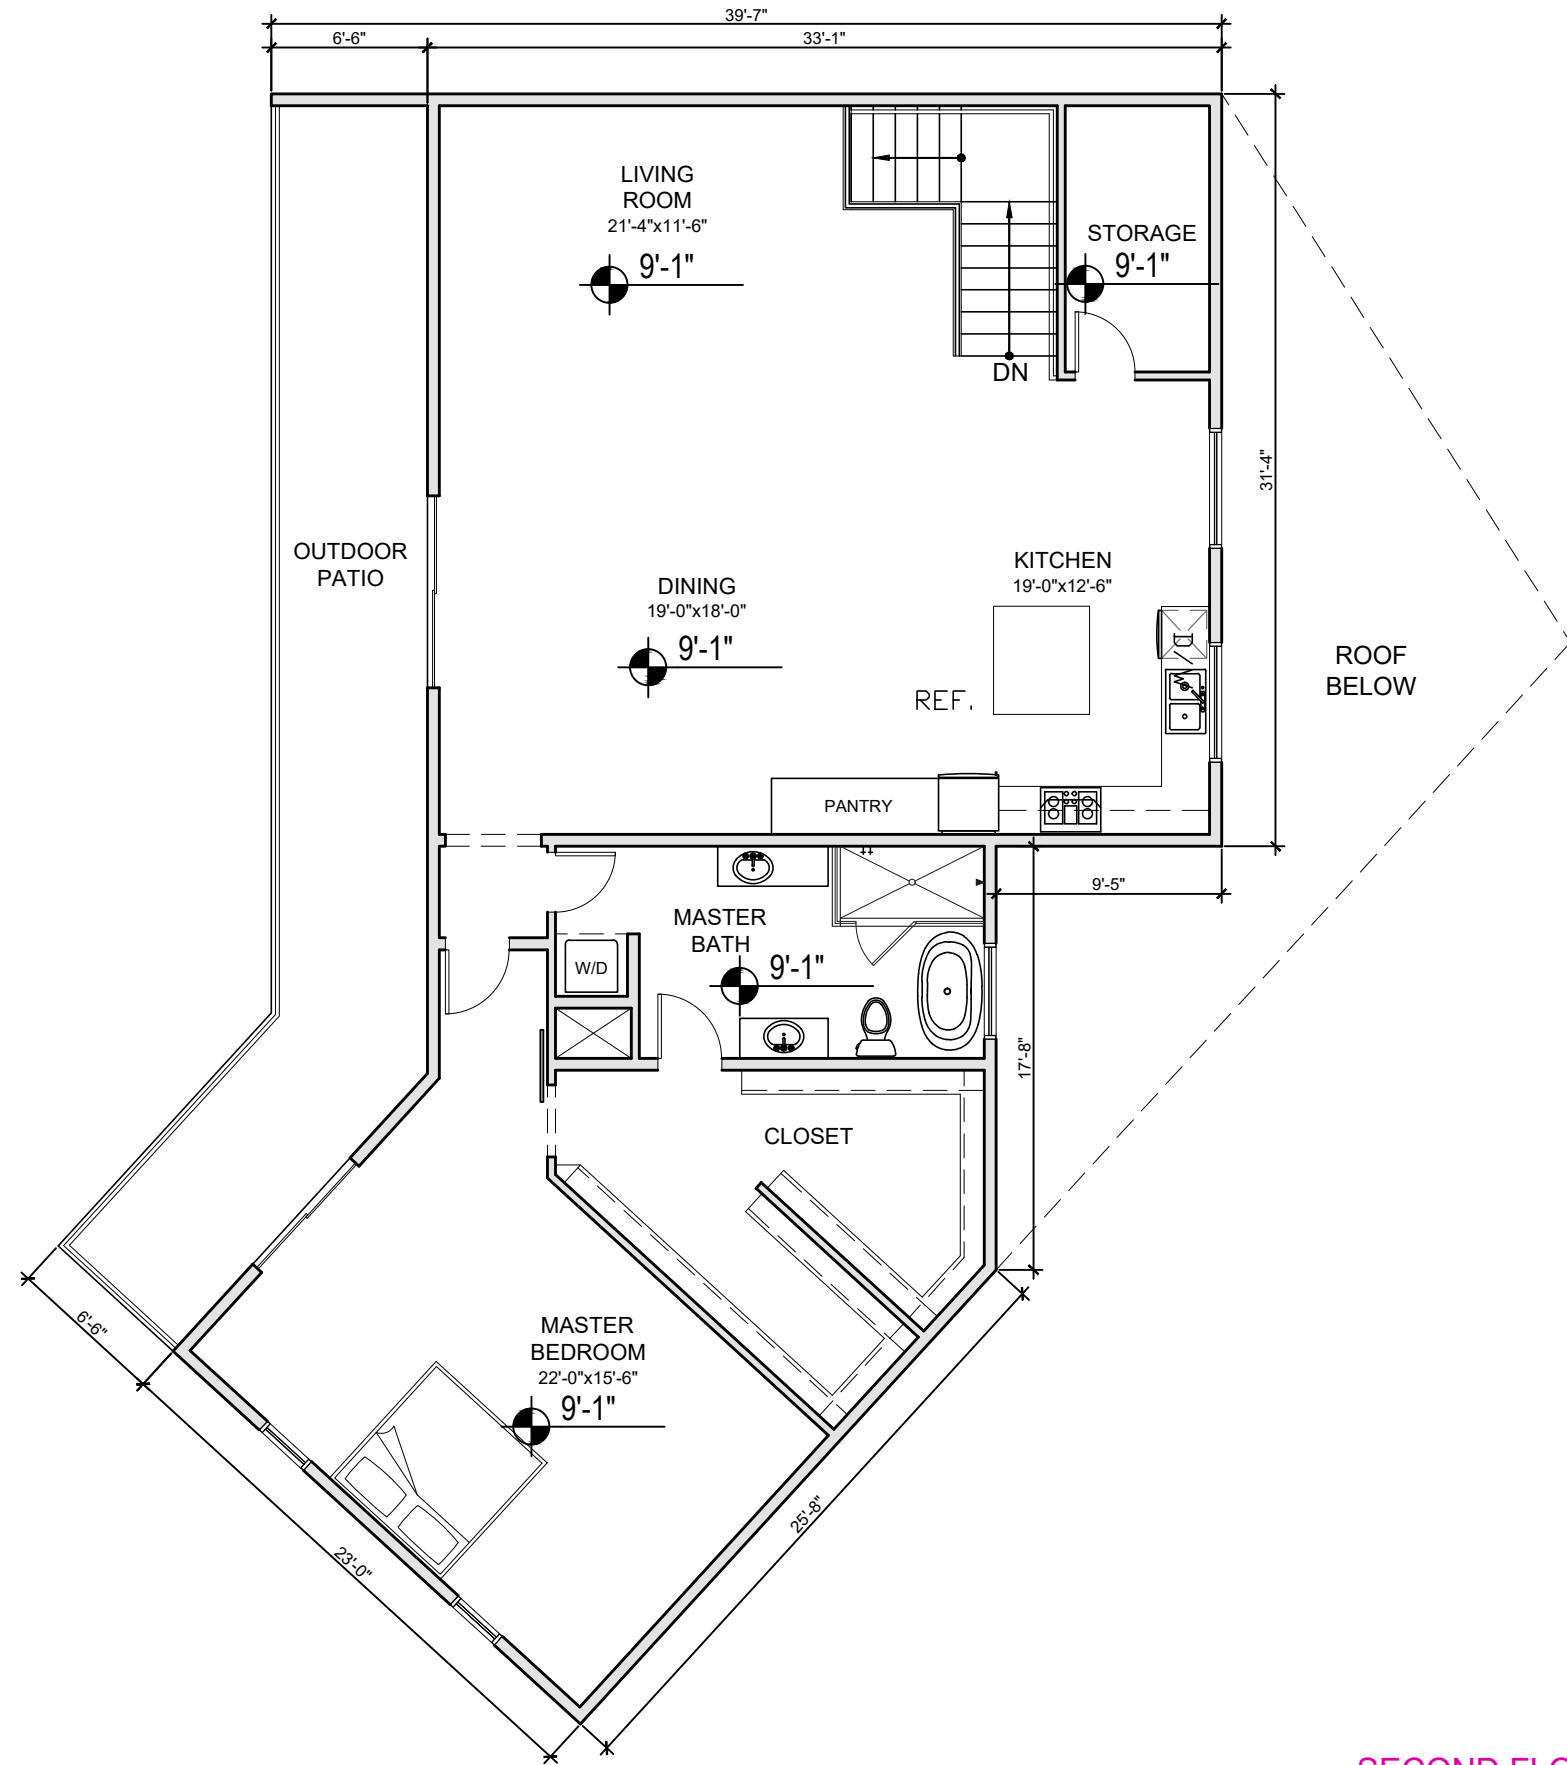 39'-7"
6'-6"
33'-1"
LIVING
ROOM
21'-4"x11'-6"
9'-1"
STORAGE
9'-1"
DN
31'-4"
OUTDOOR
PATIO
KITCHEN
19'-0"x12'-6"
DINING
19'-0"x18'-0"
9'-1"
D/W
ROOF
BELOW
REF.
PANTRY
9'-5"
MASTER
BATH
9'-1"
W/D
17'-8"
CLOSET
6'-6"
MASTER
BEDROOM
22'-0"x15'-6"
9'-1"
25'-8"
23'-0"
SECOND